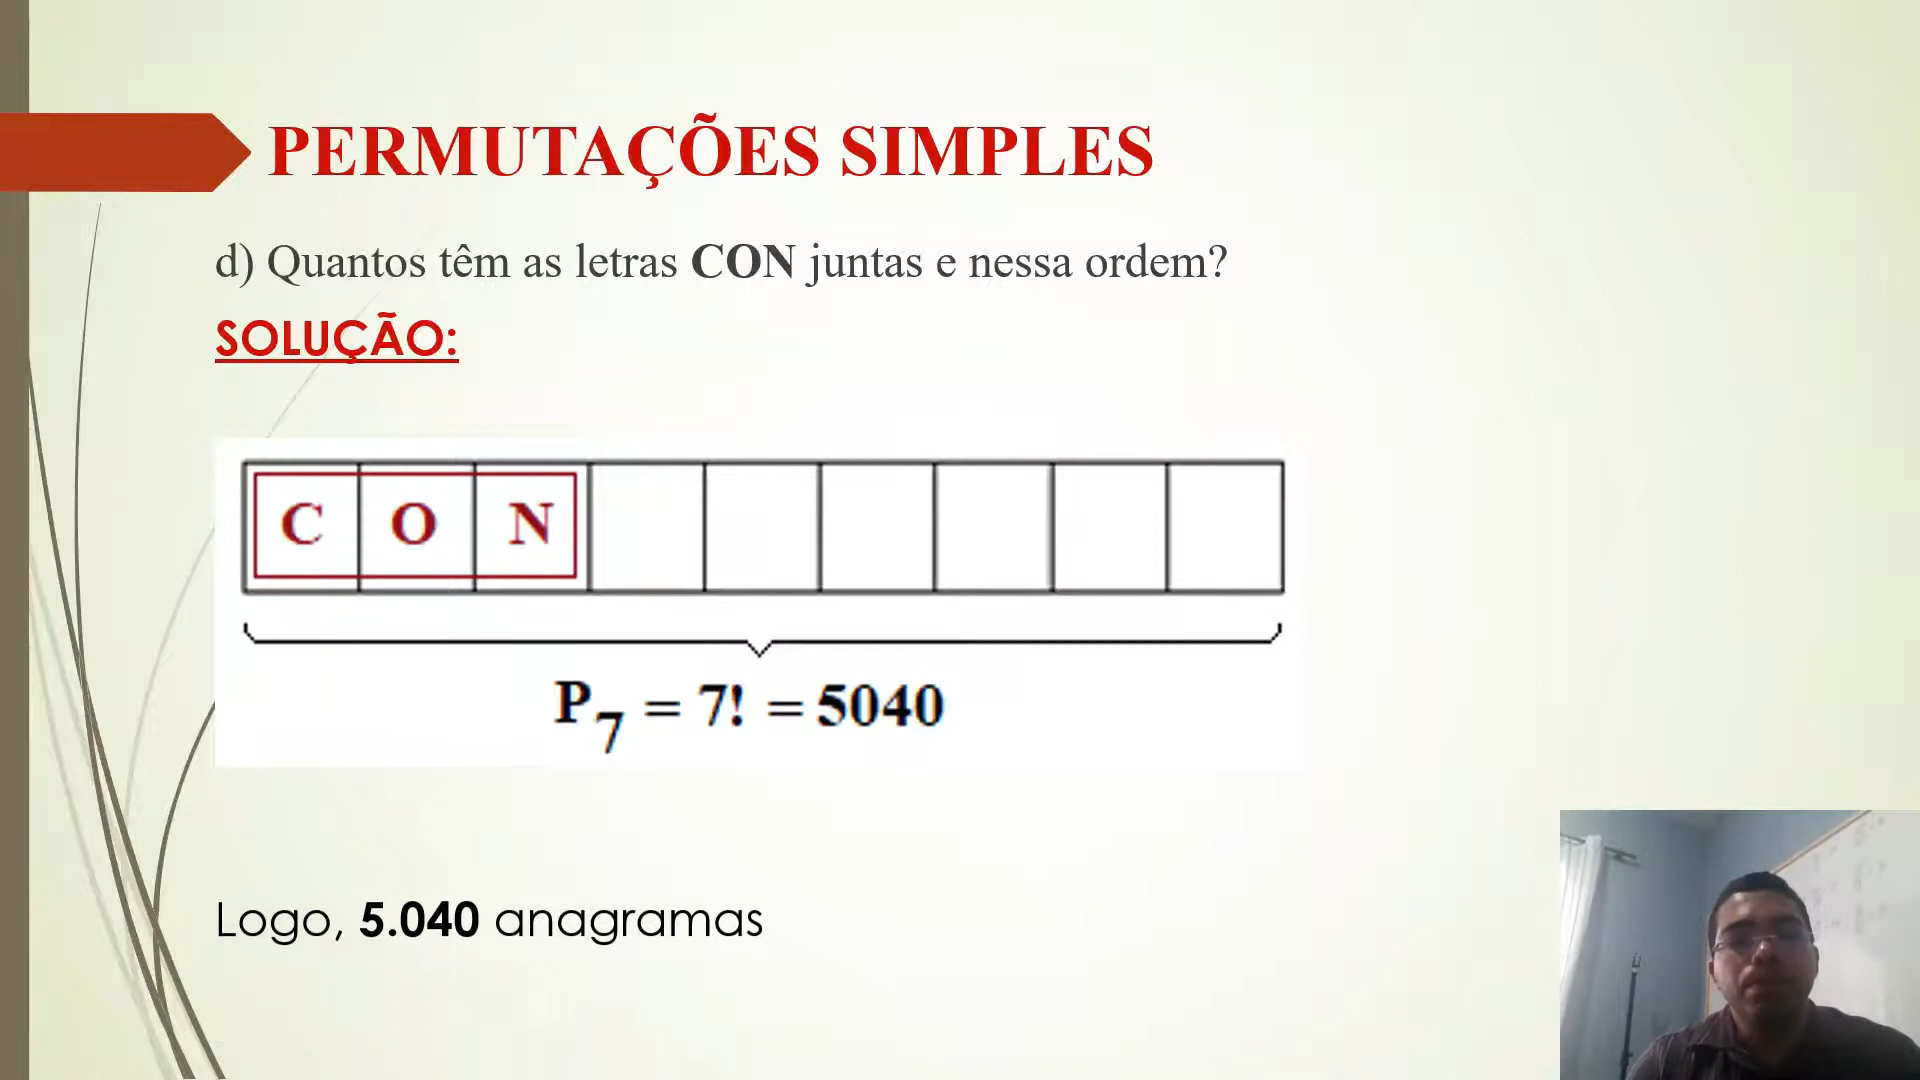 PERMUTAÇÕES SIMPLES
d) Quantos têm as letras CON juntas e nessa ordem?
SOLUÇÃO:
C O N
P7 = 7! = 5040
Logo, 5.040 anagramas